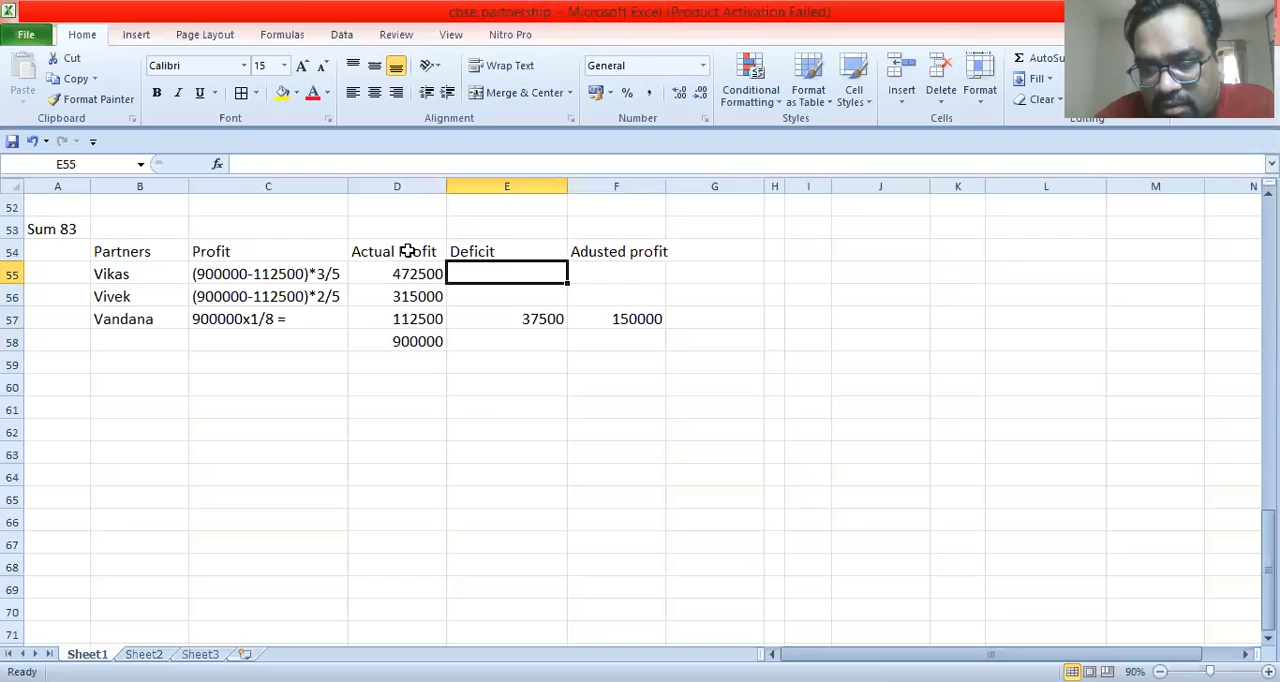 cbse partnership - Microsoft Excel (Product Activation Failed)
File Home Insert Page Layout Formulas Data Review View Nitro Pro
Paste
Cut
Copy
Format Painter
Clipboard
Calibri 15
B I U
Font
Wrap Text
Merge & Center
Alignment
General
%
Number
Conditional Formatting
Format as Table
Cell Styles
Styles
Insert Delete Format
Cells
Σ AutoSu
Fill
Clear
E55 fx
A B C D E F G H I J K L M N
52
53 Sum 83
54 Partners Profit Actual Profit Deficit Adusted profit
55 Vikas (900000-112500)*3/5 472500
56 Vivek (900000-112500)*2/5 315000
57 Vandana 900000x1/8 = 112500 37500 150000
58 900000
59
60
61
62
63
64
65
66
67
68
69
70
71
Sheet1 Sheet2 Sheet3
Ready 90%